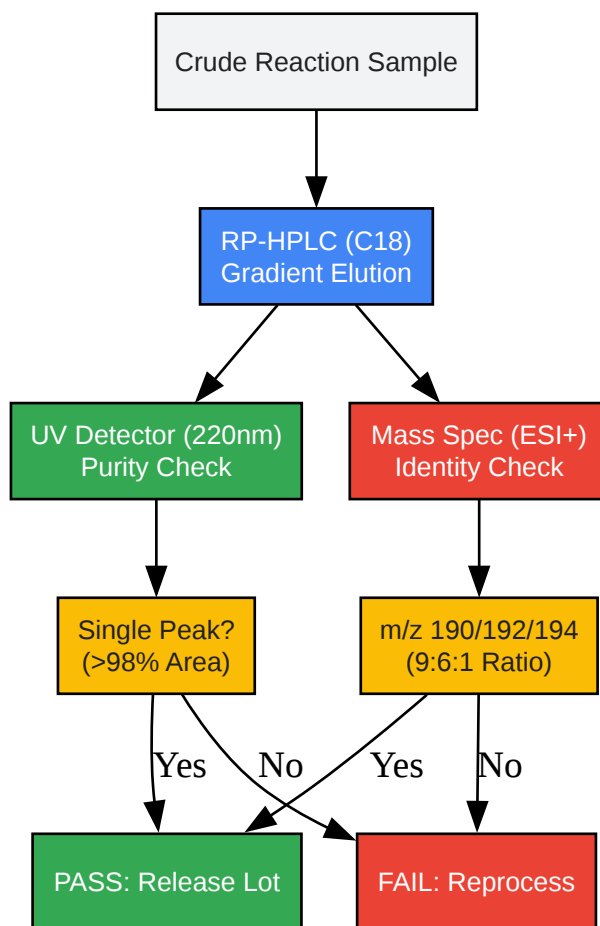 Crude Reaction Sample
RP-HPLC (C18)
Gradient Elution
UV Detector (220nm)
Purity Check
Mass Spec (ESI+)
Identity Check
Single Peak?
(>98% Area)
m/z 190/192/194
(9:6:1 Ratio)
Yes
No
Yes
No
PASS: Release Lot
FAIL: Reprocess